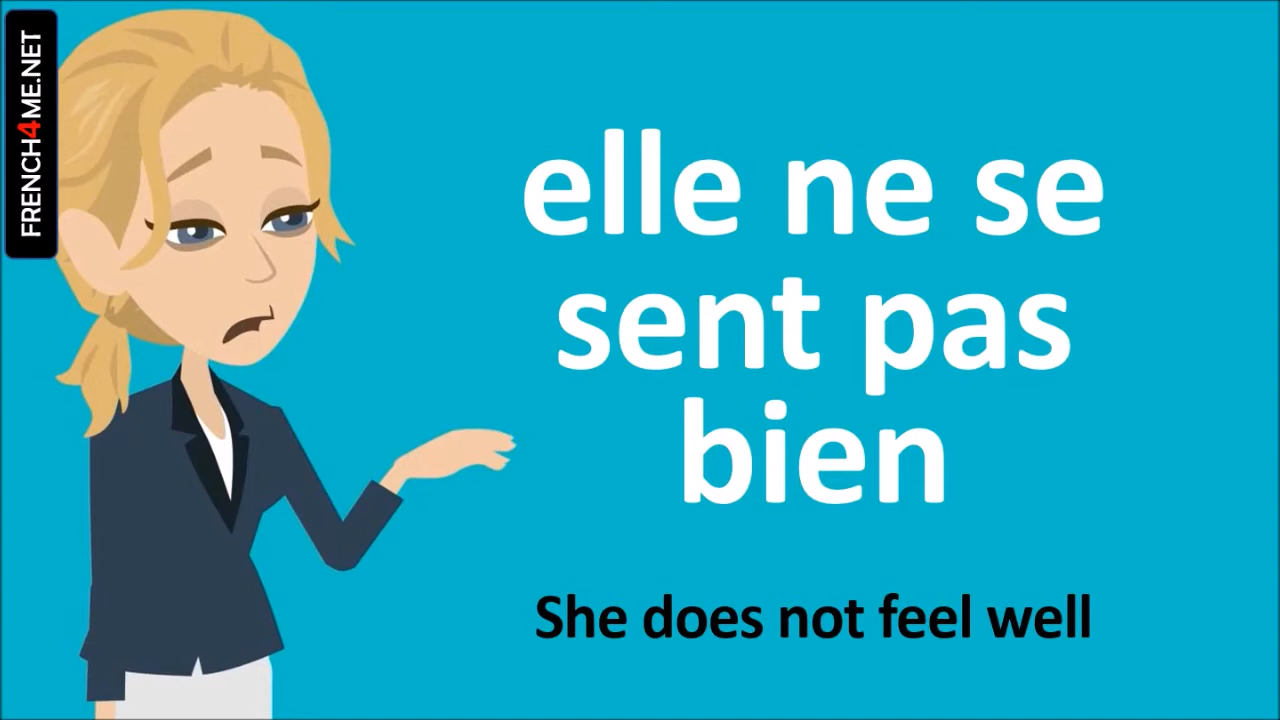 FRENCH4ME.NET
elle ne se
sent pas
bien
She does not feel well